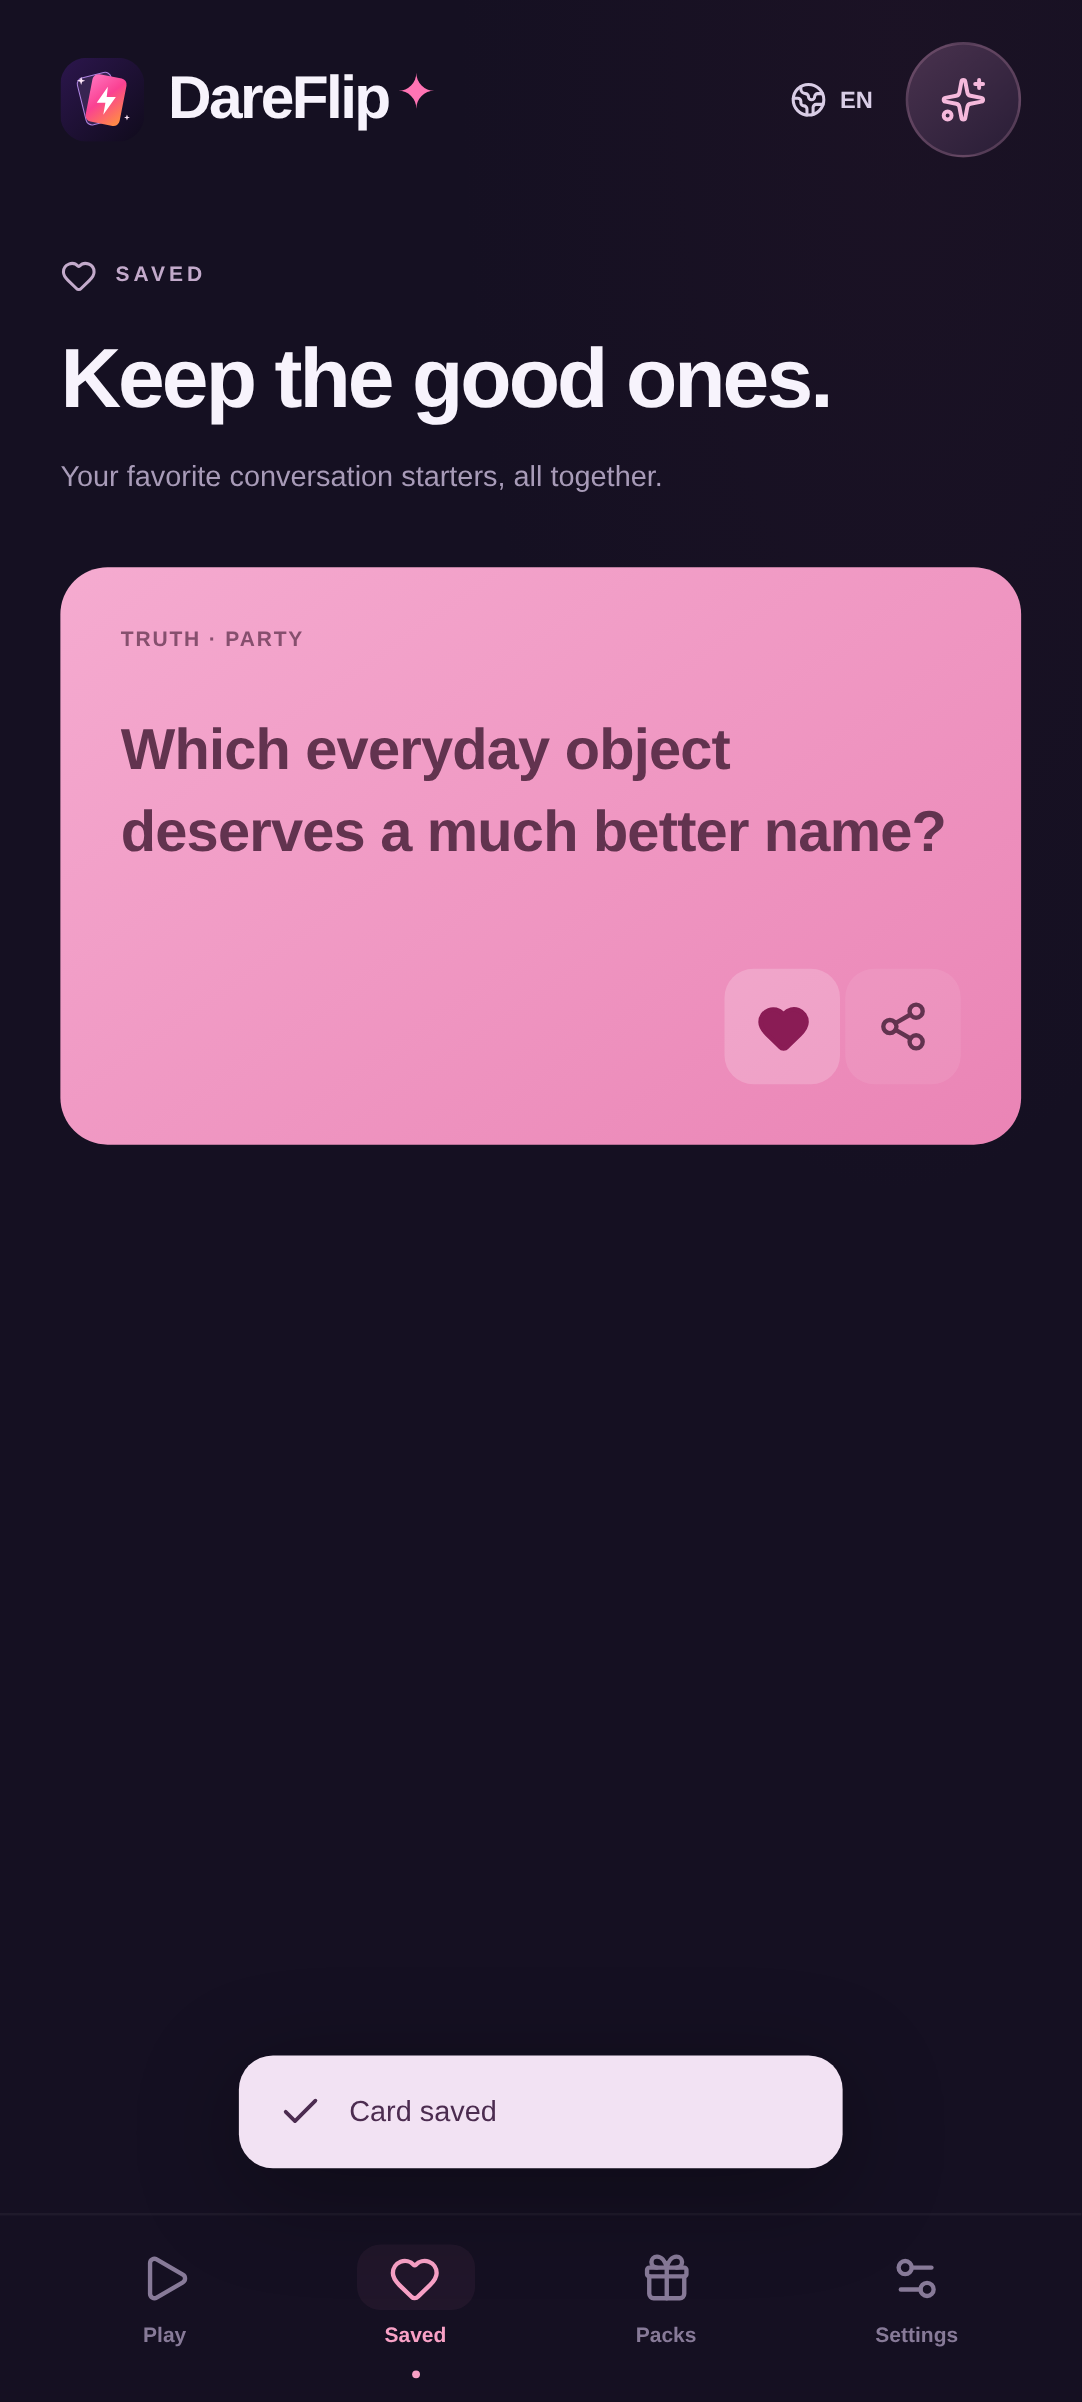 DareFlip
EN
SAVED
Keep the good ones.
Your favorite conversation starters, all together.
TRUTH · PARTY
Which everyday object
deserves a much better name?
Card saved
Play
Saved
Packs
Settings